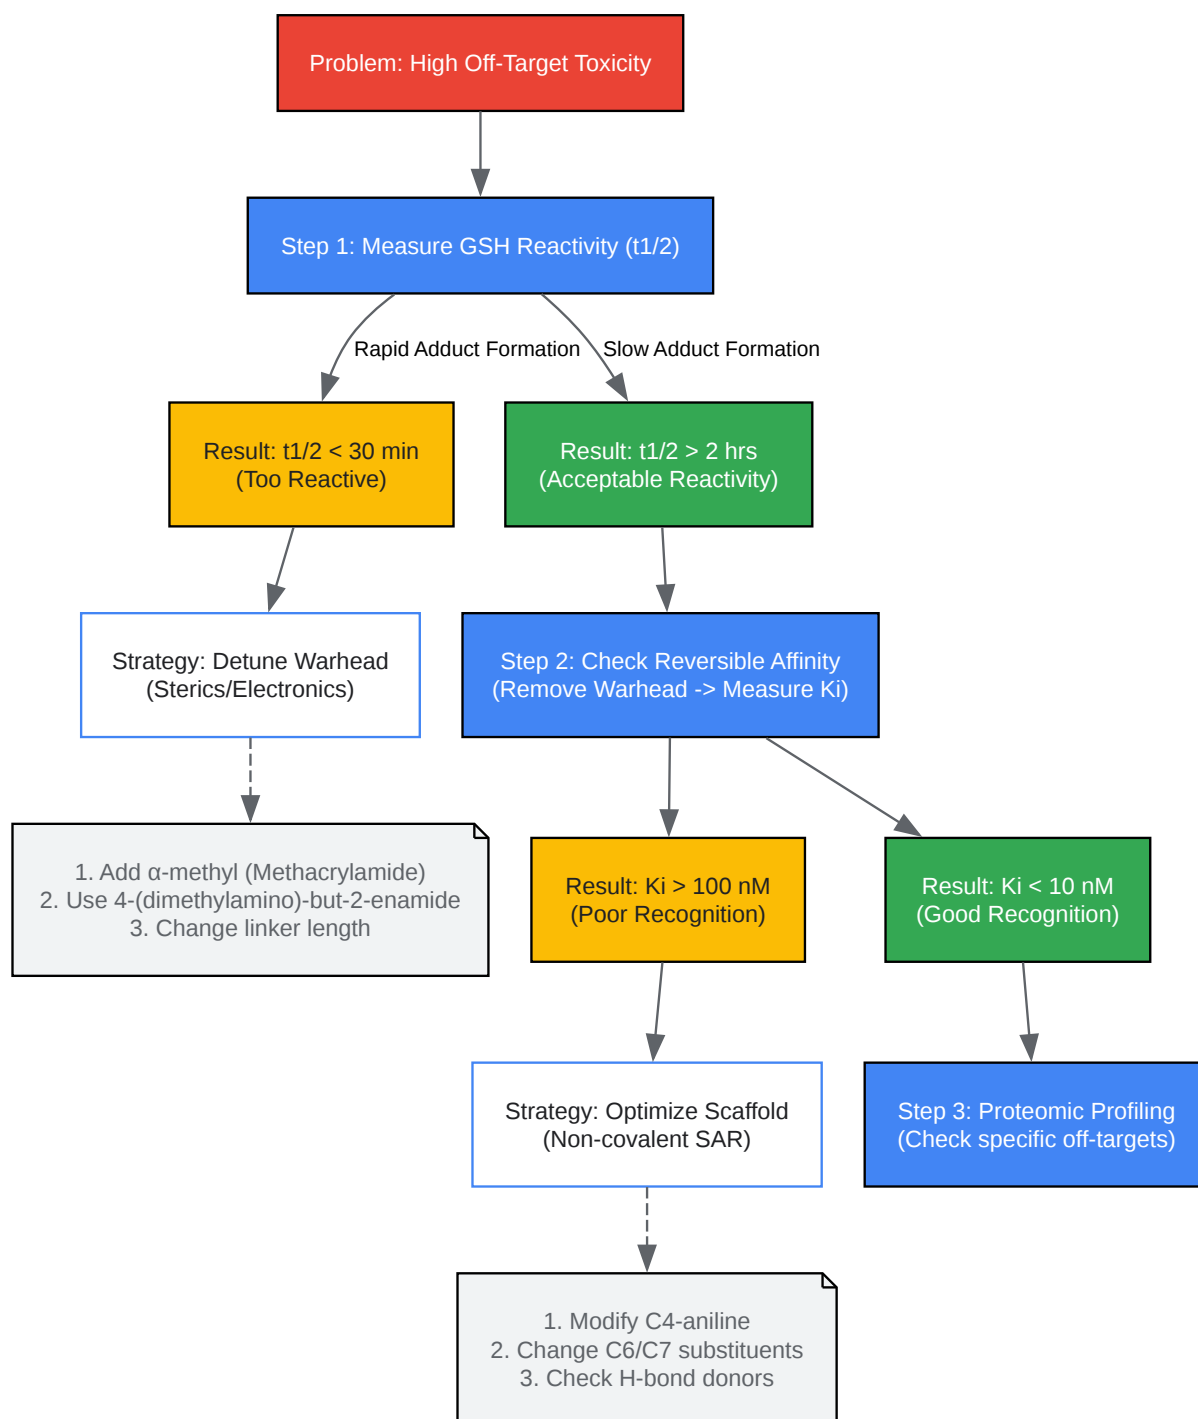 Problem: High Off-Target Toxicity
Step 1: Measure GSH Reactivity (t1/2)
Rapid Adduct Formation
Slow Adduct Formation
Result: t1/2 < 30 min
(Too Reactive)
Result: t1/2 > 2 hrs
(Acceptable Reactivity)
Strategy: Detune Warhead
(Sterics/Electronics)
Step 2: Check Reversible Affinity
(Remove Warhead -> Measure Ki)
1. Add α-methyl (Methacrylamide)
2. Use 4-(dimethylamino)-but-2-enamide
3. Change linker length
Result: Ki > 100 nM
(Poor Recognition)
Result: Ki < 10 nM
(Good Recognition)
Strategy: Optimize Scaffold
(Non-covalent SAR)
Step 3: Proteomic Profiling
(Check specific off-targets)
1. Modify C4-aniline
2. Change C6/C7 substituents
3. Check H-bond donors